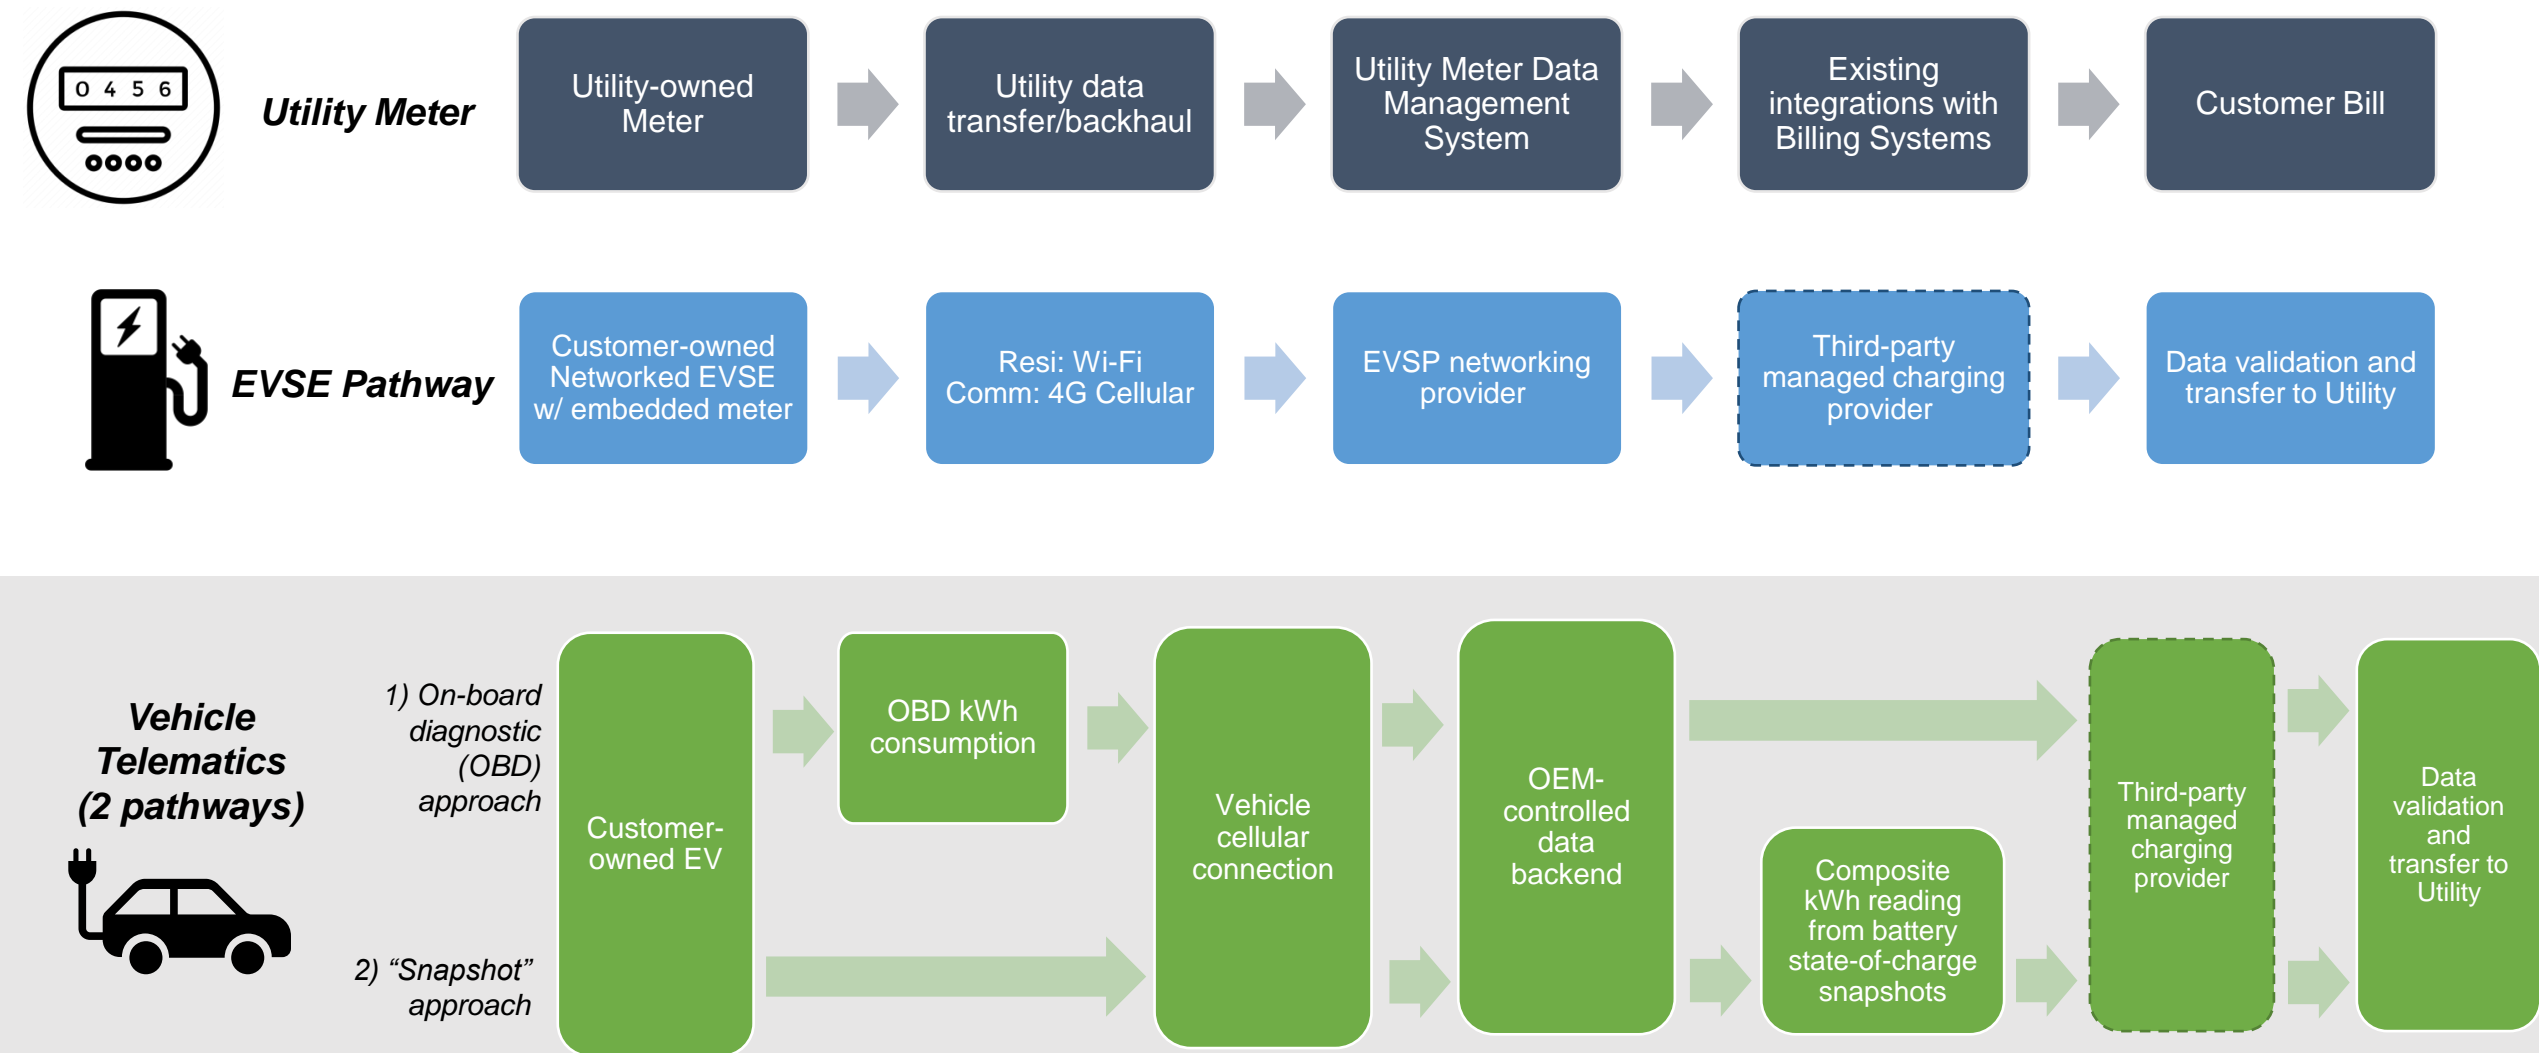 0 4 5 6
Utility Meter
Utility-owned
Meter
Utility data
transfer/backhaul
Utility Meter Data
Management
System
Existing
integrations with
Billing Systems
Customer Bill
EVSE Pathway
Customer-owned
Networked EVSE
w/ embedded meter
Resi: Wi-Fi
Comm: 4G Cellular
EVSP networking
provider
Third-party
managed charging
provider
Data validation and
transfer to Utility
Vehicle
Telematics
(2 pathways)
1) On-board
diagnostic
(OBD)
approach
2) “Snapshot”
approach
Customer-
owned EV
OBD kWh
consumption
Vehicle
cellular
connection
OEM-
controlled
data
backend
Composite
kWh reading
from battery
state-of-charge
snapshots
Third-party
managed
charging
provider
Data
validation
and
transfer to
Utility